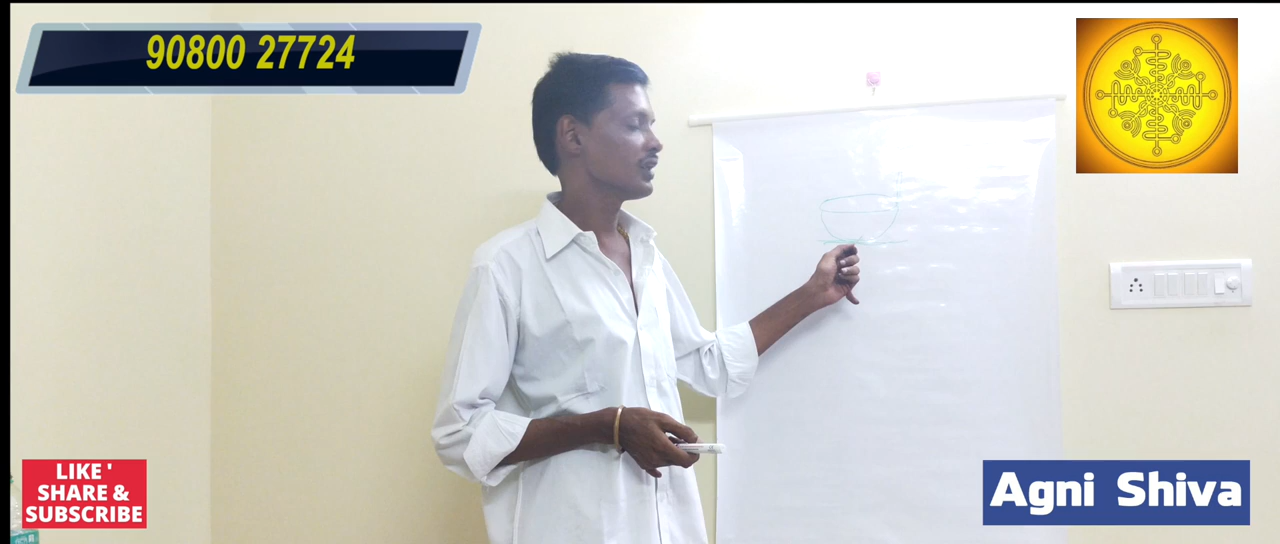 90800 27724
LIKE '
SHARE &
SUBSCRIBE
Agni Shiva